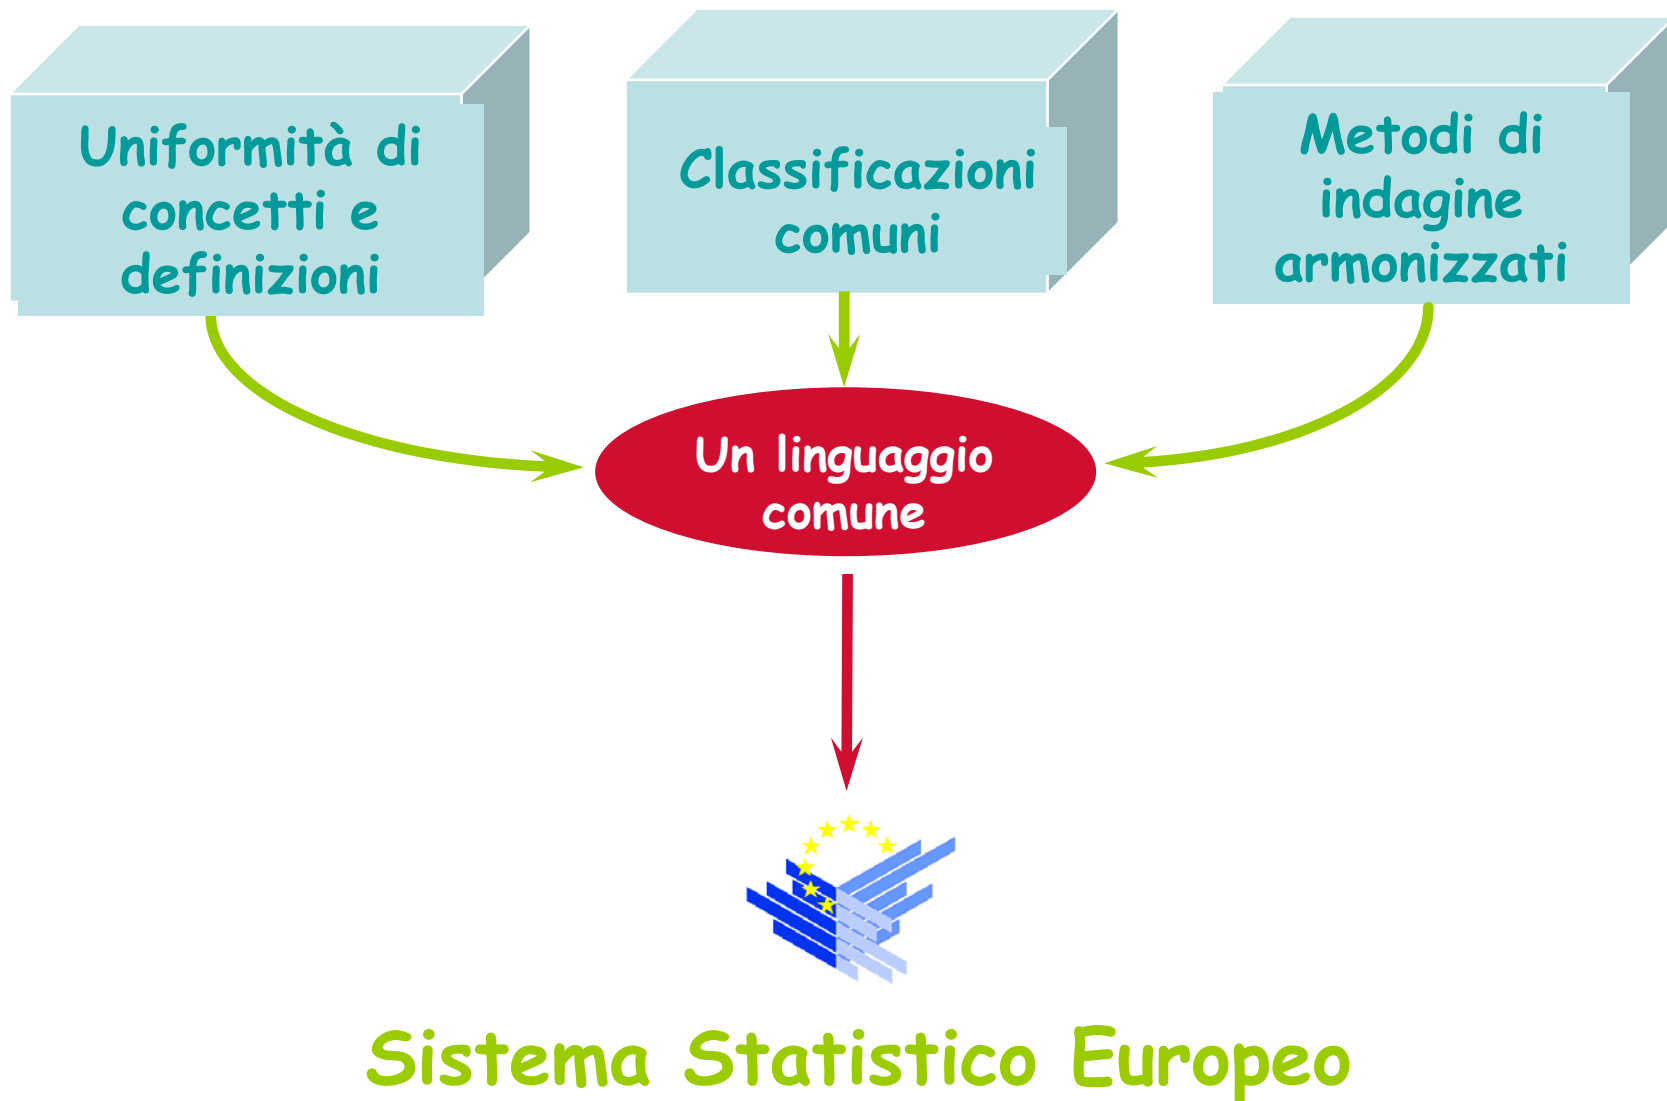 Uniformità di
concetti e
definizioni
Classificazioni
comuni
Metodi di
indagine
armonizzati
Un linguaggio
comune
Sistema Statistico Europeo